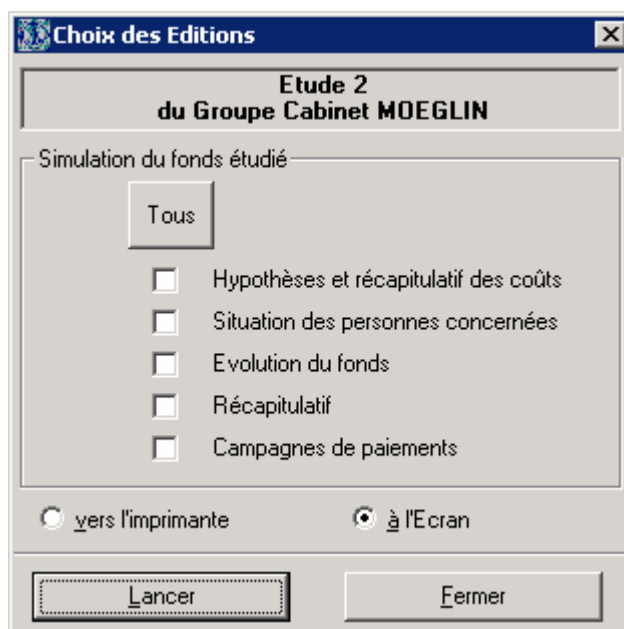 Choix des Editions
Etude 2
du Groupe Cabinet MOEGLIN
Simulation du fonds étudié
Tous
Hypothèses et récapitulatif des coûts
Situation des personnes concernées
Evolution du fonds
Récapitulatif
Campagnes de paiements
vers l'imprimante
à l'Ecran
Lancer
Fermer